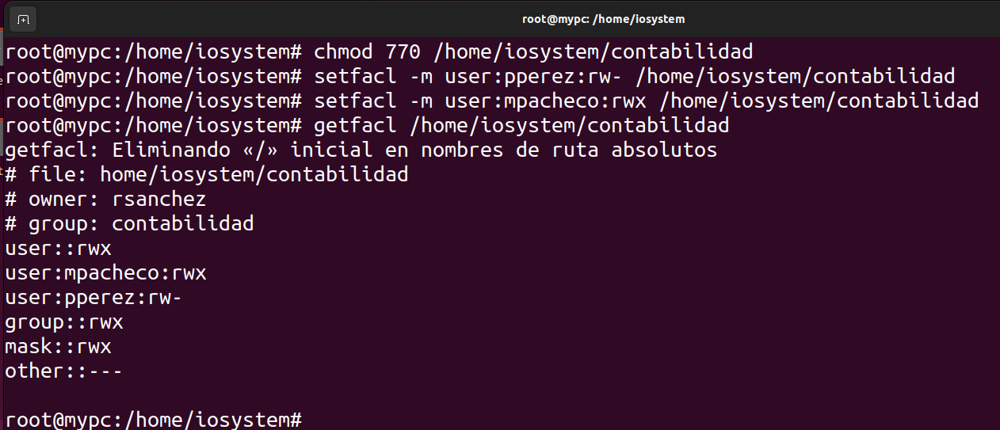 root@mypc: /home/iosystem
root@mypc:/home/iosystem# chmod 770 /home/iosystem/contabilidad
root@mypc:/home/iosystem# setfacl -m user:pperez:rw- /home/iosystem/contabilidad
root@mypc:/home/iosystem# setfacl -m user:mpacheco:rwx /home/iosystem/contabilidad
root@mypc:/home/iosystem# getfacl /home/iosystem/contabilidad
getfacl: Eliminando «/» inicial en nombres de ruta absolutos
# file: home/iosystem/contabilidad
# owner: rsanchez
# group: contabilidad
user::rwx
user:mpacheco:rwx
user:pperez:rw-
group::rwx
mask::rwx
other::---
root@mypc:/home/iosystem#